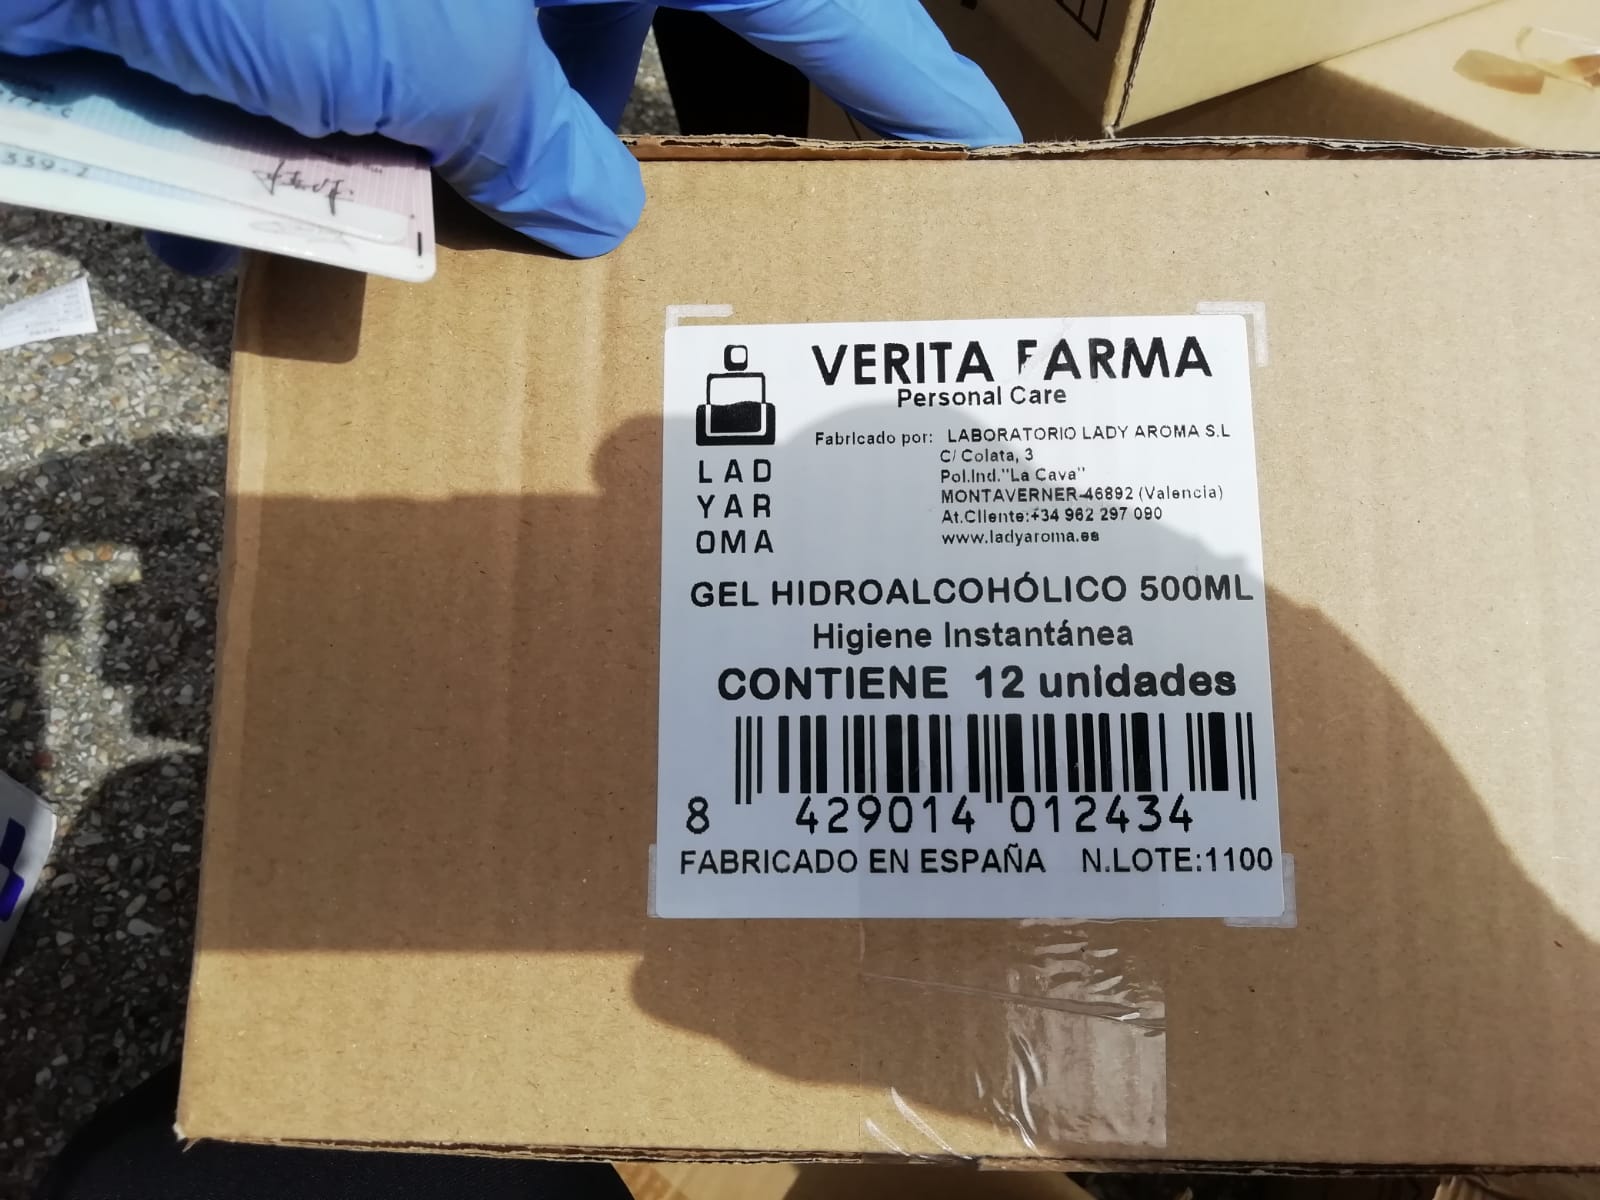 339-
VERITA FARMA
Personal Care
Fabricado por: LABORATORIO LADY AROMA S.L
C/ Colata, 3
Pol.Ind."La Cava"
MONTAVERNER-46892 (Valencia)
At.Cliente:+34 962 297 090
www.ladyaroma.es
LAD
YAR
OMA
GEL HIDROALCOHÓLICO 500ML
Higiene Instantánea
CONTIENE 12 unidades
8 429014 012434
FABRICADO EN ESPAÑA N.LOTE:1100